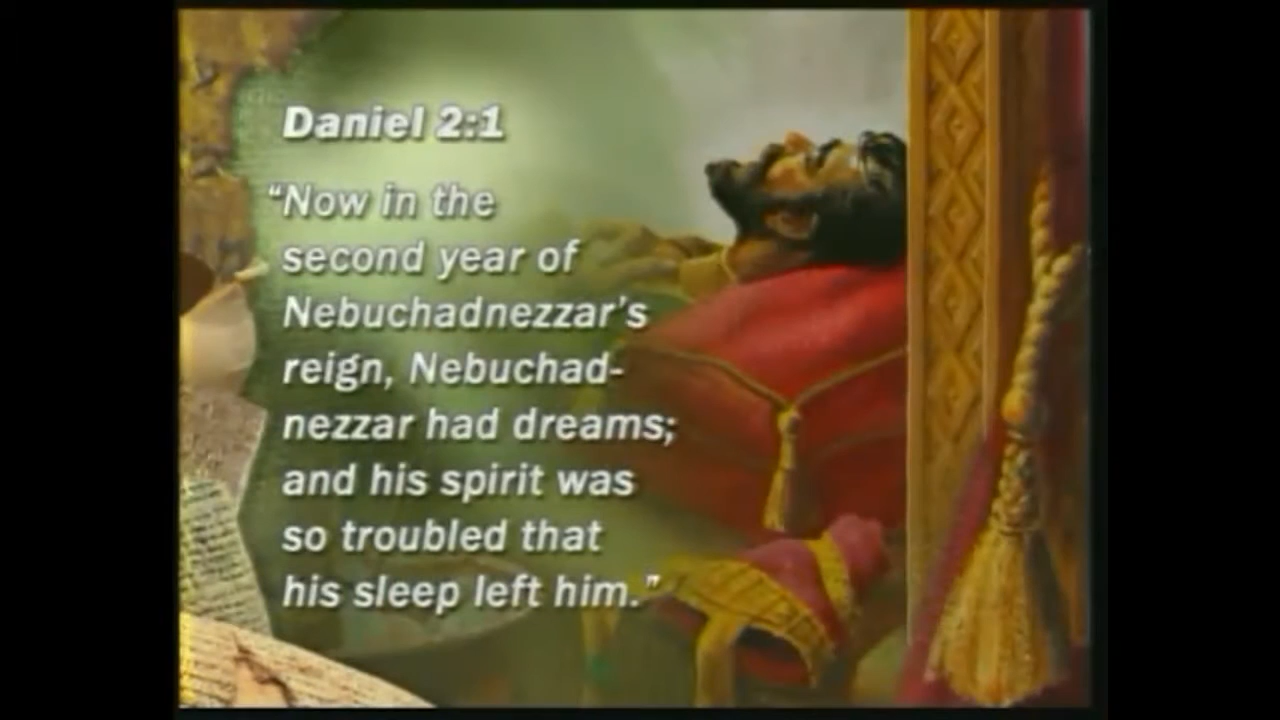 Daniel 2:1
“Now in the
second year of
Nebuchadnezzar’s
reign, Nebuchad-
nezzar had dreams;
and his spirit was
so troubled that
his sleep left him.”